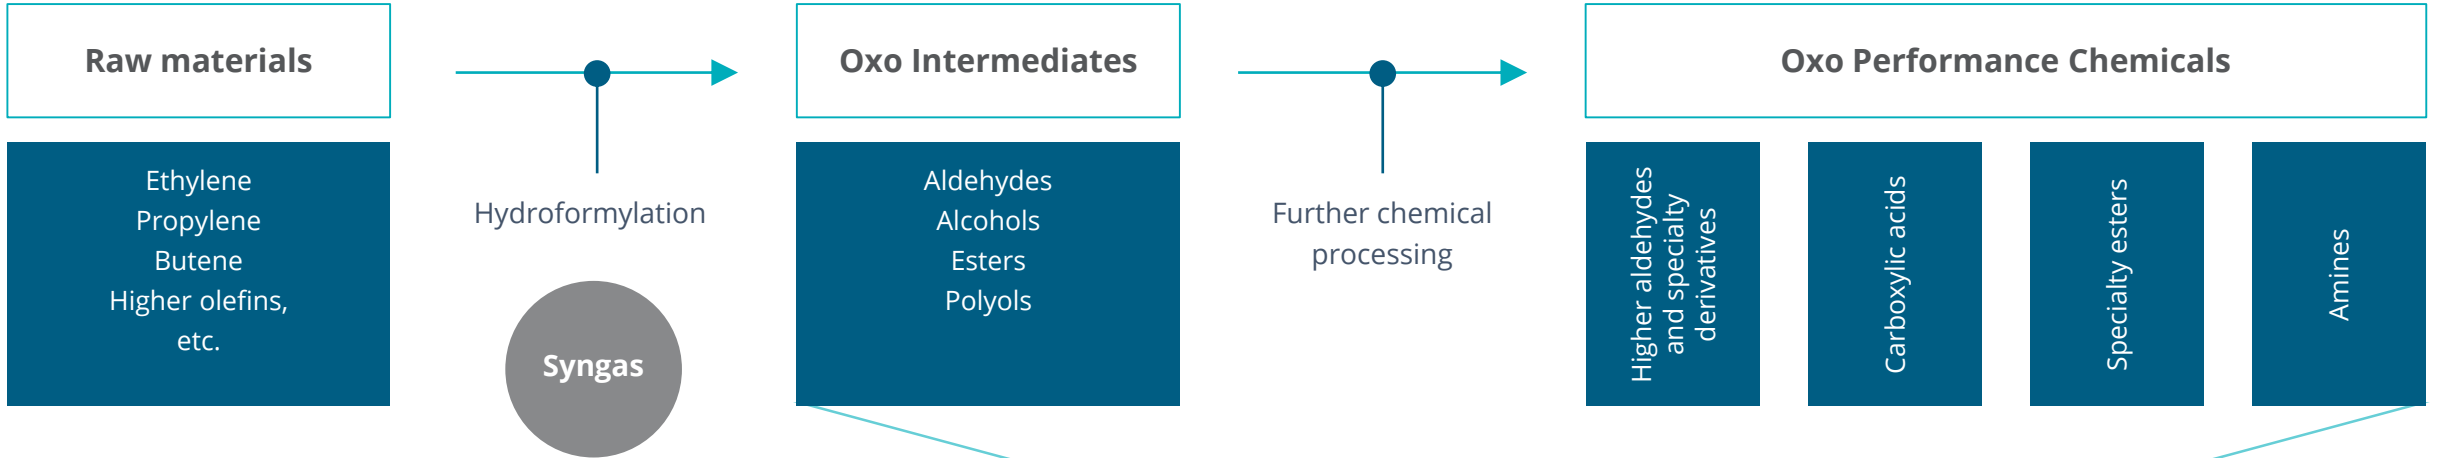 Raw materials
Ethylene
Propylene
Butene
Higher olefins,
etc.
Hydroformylation
Syngas
Oxo Intermediates
Aldehydes
Alcohols
Esters
Polyols
Further chemical
processing
Oxo Performance Chemicals
Higher aldehydes
and specialty
derivatives
Carboxylic acids
Specialty esters
Amines